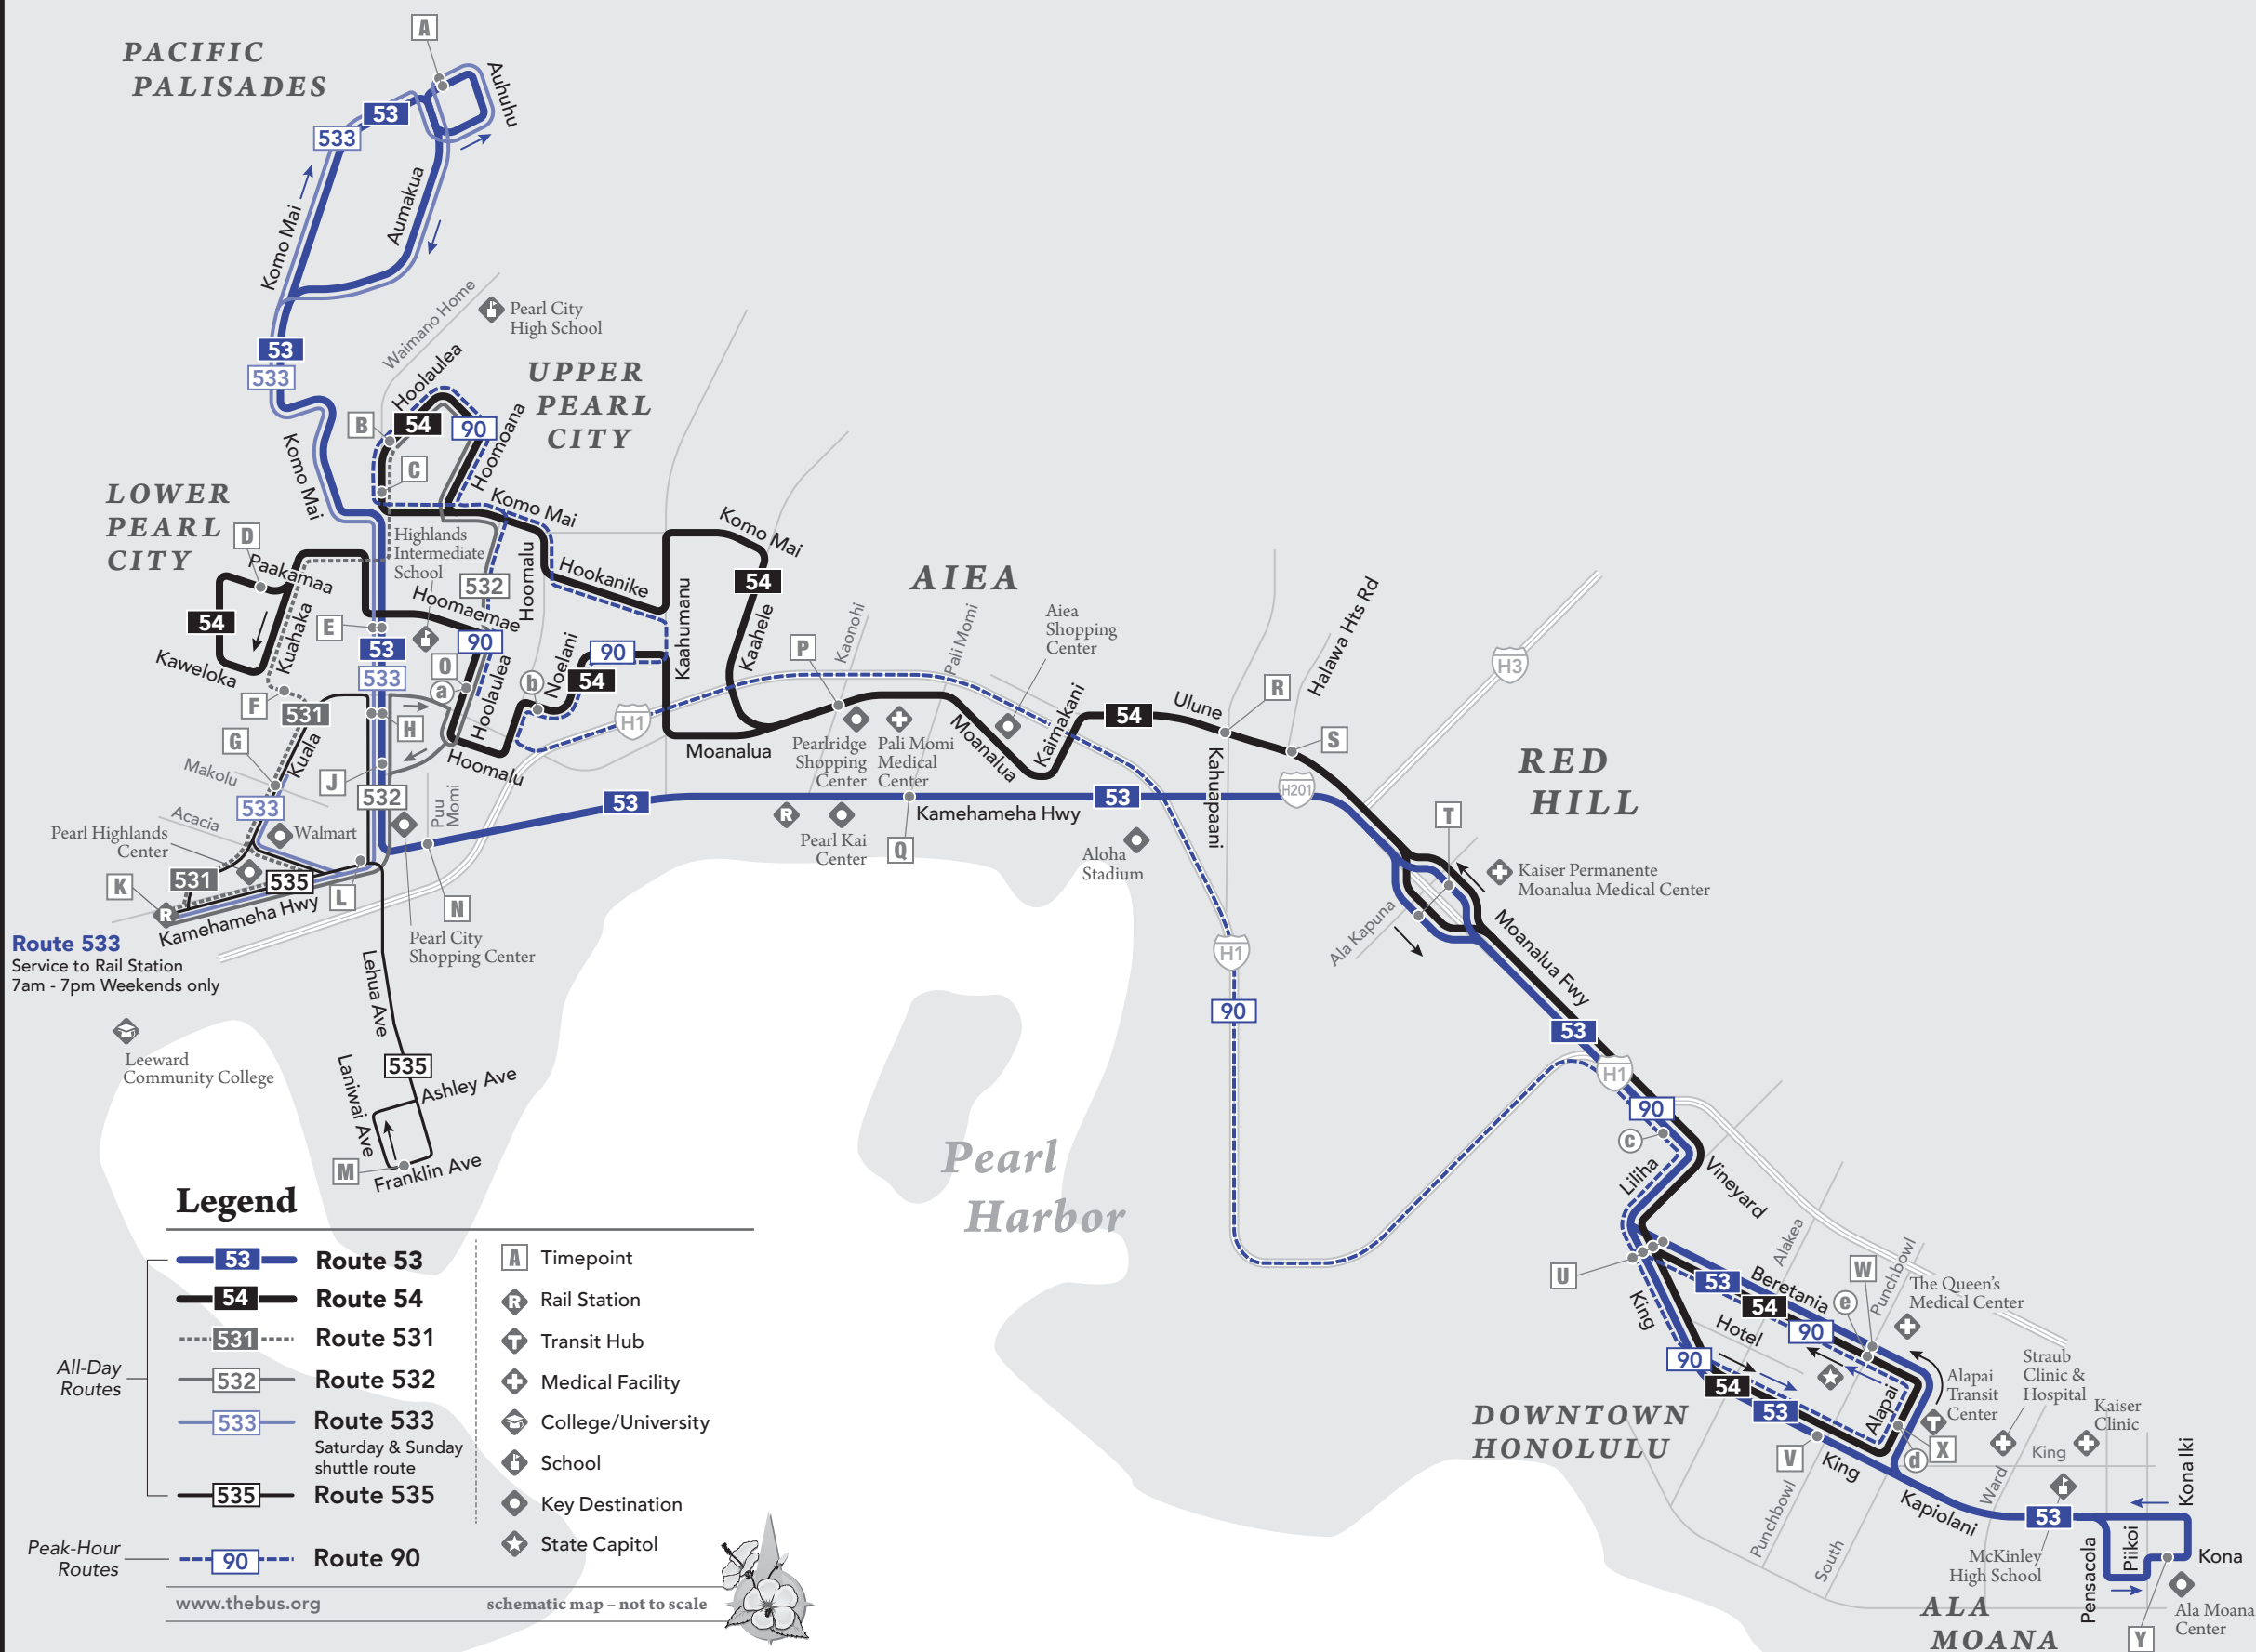 A
PACIFIC
PALISADES
Auhuhu
53
533
Komo Mai
Aumakua
Waimano Home
Pearl City
High School
53
533
Hoolaulea
UPPER
PEARL
CITY
B
54
90
Hoomoana
C
Komo Mai
LOWER
PEARL
CITY
D
Paakamaa
Highlands
Intermediate
School
Komo Mai
Komo Mai
532
Hoomalu
Hookanike
54
AIEA
Hoomaemae
Kuahaka
54
E
53
533
90
O
a
Kaweloka
b
Noelani
90
54
Kaahumanu
Kaahele
P
Kaonohi
Pali Momi
Aiea
Shopping
Center
Halawa Hts Rd
H3
F
531
G
Kuala
H
Hoolaulea
Hoomalu
H1
Moanalua
Pearlridge
Shopping
Center
Pali Momi
Medical
Center
Moanalua
Kaimakani
54
Ulune
R
S
Kahuapaani
RED
HILL
Makolu
J
533
532
Puu
Momi
53
53
Kamehameha Hwy
H201
T
Acacia
Walmart
Pearl Highlands
Center
R
Pearl Kai
Center
Q
Aloha
Stadium
Kaiser Permanente
Moanalua Medical Center
K
531
535
L
R
Kamehameha Hwy
N
Pearl City
Shopping Center
Ala Kapuna
Moanalua Fwy
H1
Route 533
Service to Rail Station
7am - 7pm Weekends only
Lehua Ave
90
53
Leeward
Community College
535
Laniwai Ave
Ashley Ave
M
Franklin Ave
H1
90
c
Pearl
Harbor
Liliha
Vineyard
Alakea
Punchbowl
U
W
53
Beretania
e
The Queen's
Medical Center
King
54
Hotel
90
90
54
53
Alapai
Alapai
Transit
Center
Straub
Clinic &
Hospital
Kaiser
Clinic
DOWNTOWN
HONOLULU
V
King
d
X
King
Ward
Kona Iki
Punchbowl
South
Kapiolani
53
McKinley
High School
Pensacola
Piikoi
Kona
ALA
MOANA
Ala Moana
Center
Y
Legend
53 Route 53
54 Route 54
531 Route 531
532 Route 532
533 Route 533
Saturday & Sunday
shuttle route
535 Route 535
90 Route 90
All-Day
Routes
Peak-Hour
Routes
A Timepoint
R Rail Station
T Transit Hub
Medical Facility
College/University
School
Key Destination
State Capitol
www.thebus.org
schematic map – not to scale